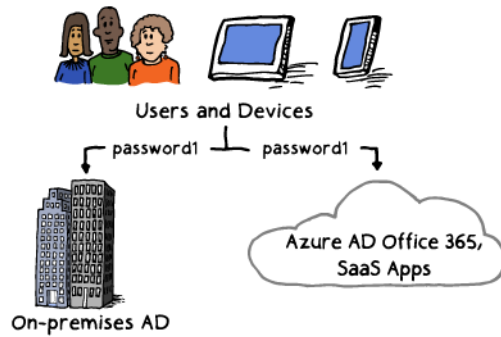 Users and Devices
password1 password1
Azure AD Office 365,
SaaS Apps
On-premises AD